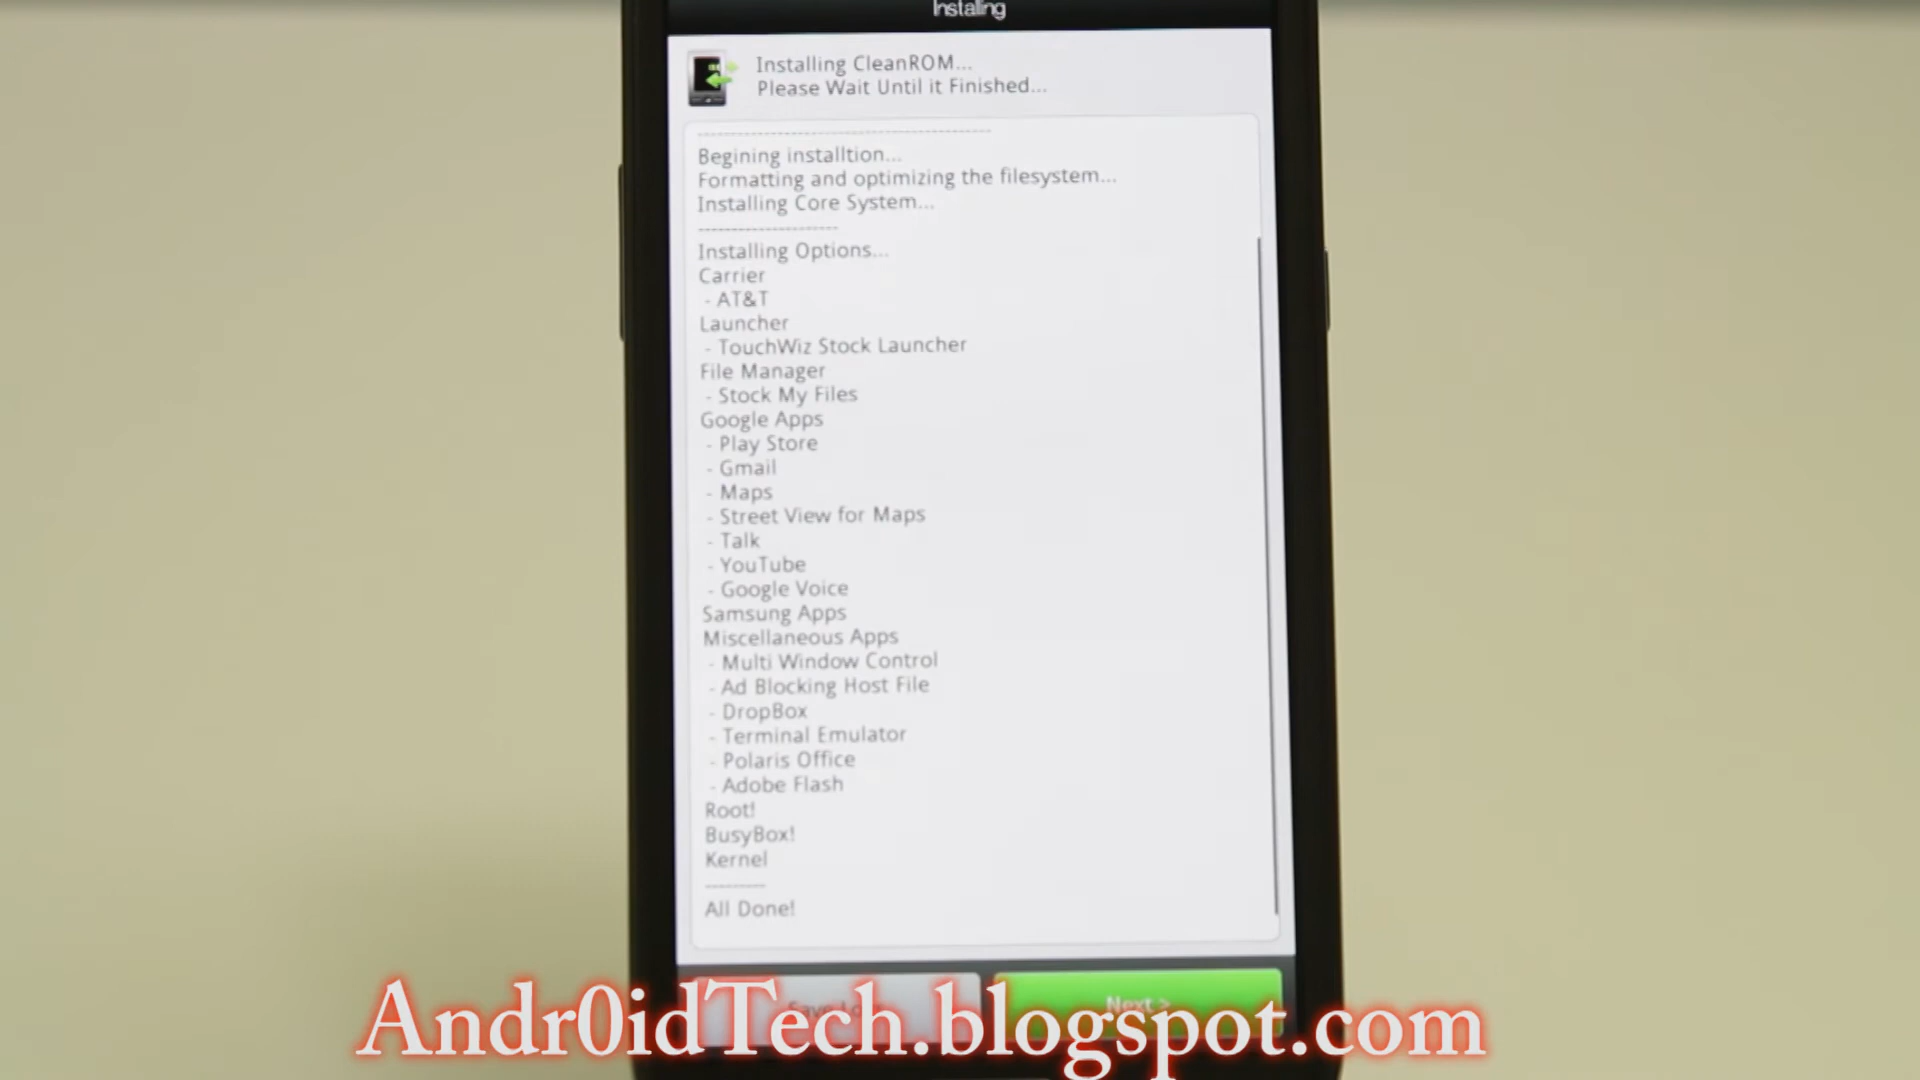 Installing
Installing CleanROM...
Please Wait Until it Finished...
Begining installtion...
Formatting and optimizing the filesystem...
Installing Core System...
Installing Options...
Carrier
- AT&T
Launcher
- TouchWiz Stock Launcher
File Manager
- Stock My Files
Google Apps
- Play Store
- Gmail
- Maps
- Street View for Maps
- Talk
- YouTube
- Google Voice
Samsung Apps
Miscellaneous Apps
- Multi Window Control
- Ad Blocking Host File
- DropBox
- Terminal Emulator
- Polaris Office
- Adobe Flash
Root!
BusyBox!
Kernel
All Done!
Next >
Andr0idTech.blogspot.com